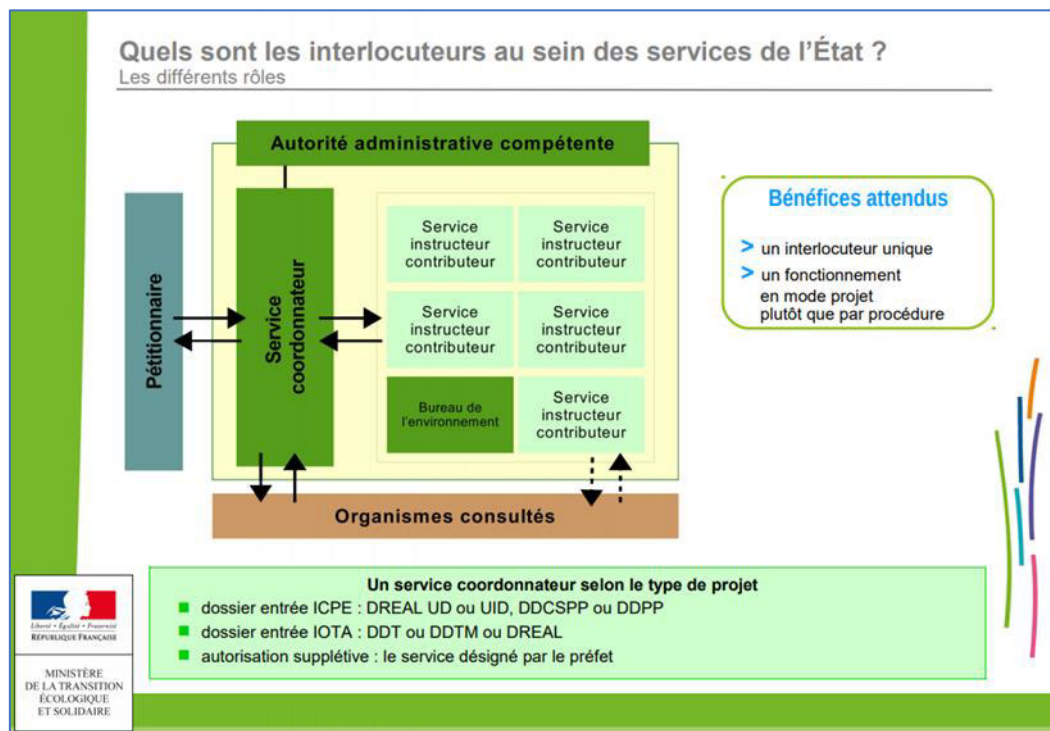 Quels sont les interlocuteurs au sein des services de l'État ?
Les différents rôles
Autorité administrative compétente
Pétitionnaire
Service
coordonnateur
Service
instructeur
contributeur
Service
instructeur
contributeur
Service
instructeur
contributeur
Service
instructeur
contributeur
Bureau de
l'environnement
Service
instructeur
contributeur
Organismes consultés
Bénéfices attendus
> un interlocuteur unique
> un fonctionnement
en mode projet
plutôt que par procédure
Un service coordonnateur selon le type de projet
dossier entrée ICPE : DREAL UD ou UID, DDCSPP ou DDPP
dossier entrée IOTA : DDT ou DDTM ou DREAL
autorisation supplétive : le service désigné par le préfet
Liberté • Égalité • Fraternité
RÉPUBLIQUE FRANÇAISE
MINISTÈRE
DE LA TRANSITION
ÉCOLOGIQUE
ET SOLIDAIRE